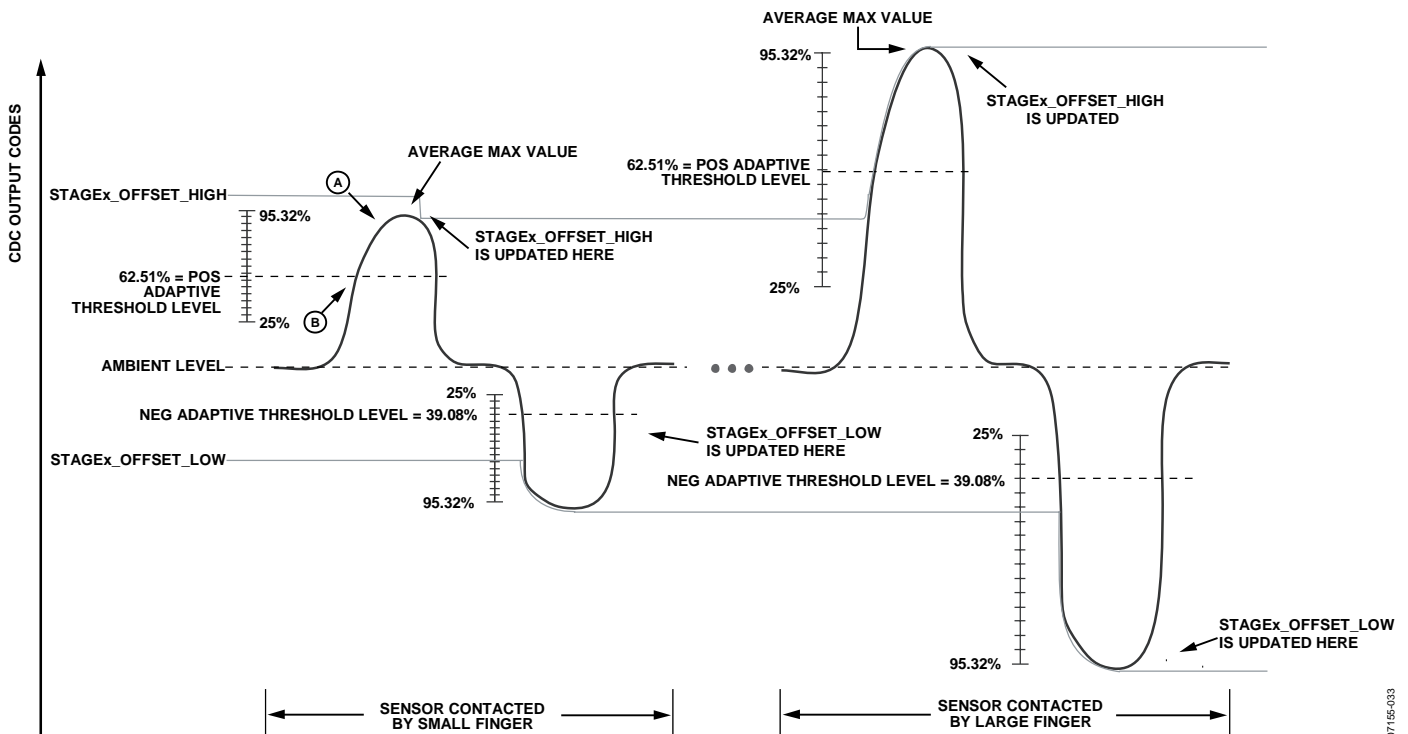 AVERAGE MAX VALUE
95.32%
STAGEx_OFFSET_HIGH
IS UPDATED
CDC OUTPUT CODES
AVERAGE MAX VALUE
62.51% = POS ADAPTIVE
THRESHOLD LEVEL
A
STAGEx_OFFSET_HIGH
95.32%
STAGEx_OFFSET_HIGH
IS UPDATED HERE
62.51% = POS
ADAPTIVE
THRESHOLD LEVEL
25%
B
25%
AMBIENT LEVEL
25%
NEG ADAPTIVE THRESHOLD LEVEL = 39.08%
STAGEx_OFFSET_LOW
IS UPDATED HERE
25%
STAGEx_OFFSET_LOW
NEG ADAPTIVE THRESHOLD LEVEL = 39.08%
95.32%
STAGEx_OFFSET_LOW
IS UPDATED HERE
95.32%
SENSOR CONTACTED
BY SMALL FINGER
SENSOR CONTACTED
BY LARGE FINGER
07155-033